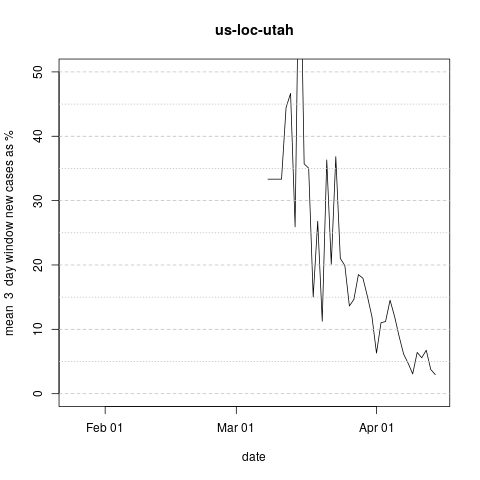 us-loc-utah
mean  3  day window new cases as %
50
40
30
20
10
0
Feb 01
Mar 01
Apr 01
date